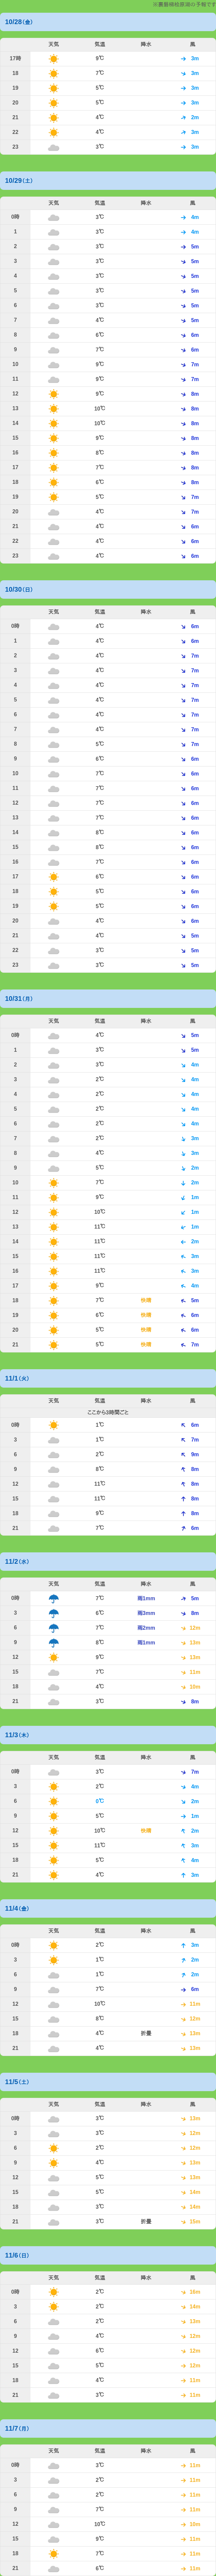 ※裏磐梯桧原湖の予報です
10/28(金)
天気 気温 降水 風
17時 9℃ 3m
18 7℃ 3m
19 5℃ 3m
20 5℃ 3m
21 4℃ 2m
22 4℃ 3m
23 3℃ 3m
10/29(土)
天気 気温 降水 風
0時 3℃ 4m
1 3℃ 4m
2 3℃ 5m
3 3℃ 5m
4 3℃ 5m
5 3℃ 5m
6 3℃ 5m
7 4℃ 5m
8 6℃ 6m
9 7℃ 6m
10 9℃ 7m
11 9℃ 7m
12 9℃ 8m
13 10℃ 8m
14 10℃ 8m
15 9℃ 8m
16 8℃ 8m
17 7℃ 8m
18 6℃ 8m
19 5℃ 7m
20 4℃ 7m
21 4℃ 6m
22 4℃ 6m
23 4℃ 6m
10/30(日)
天気 気温 降水 風
0時 4℃ 6m
1 4℃ 6m
2 4℃ 7m
3 4℃ 7m
4 4℃ 7m
5 4℃ 7m
6 4℃ 7m
7 4℃ 7m
8 5℃ 7m
9 6℃ 6m
10 7℃ 6m
11 7℃ 6m
12 7℃ 6m
13 7℃ 6m
14 8℃ 6m
15 8℃ 6m
16 7℃ 6m
17 6℃ 6m
18 5℃ 6m
19 5℃ 6m
20 4℃ 6m
21 4℃ 5m
22 3℃ 5m
23 3℃ 5m
10/31(月)
天気 気温 降水 風
0時 4℃ 5m
1 3℃ 5m
2 3℃ 4m
3 2℃ 4m
4 2℃ 4m
5 2℃ 4m
6 2℃ 4m
7 2℃ 3m
8 4℃ 3m
9 5℃ 2m
10 7℃ 2m
11 9℃ 1m
12 10℃ 1m
13 11℃ 1m
14 11℃ 2m
15 11℃ 3m
16 11℃ 3m
17 9℃ 4m
18 7℃ 快曜 5m
19 6℃ 快曜 6m
20 5℃ 快曜 6m
21 5℃ 快曜 7m
11/1(火)
天気 気温 降水 風
ここから3時間ごと
0時 1℃ 6m
3 1℃ 7m
6 2℃ 9m
9 8℃ 8m
12 11℃ 8m
15 11℃ 8m
18 9℃ 8m
21 7℃ 6m
11/2(水)
天気 気温 降水 風
0時 7℃ 雨1mm 5m
3 6℃ 雨3mm 8m
6 7℃ 雨2mm 12m
9 8℃ 雨1mm 13m
12 9℃ 13m
15 7℃ 11m
18 4℃ 10m
21 3℃ 8m
11/3(木)
天気 気温 降水 風
0時 3℃ 7m
3 2℃ 4m
6 0℃ 2m
9 5℃ 1m
12 10℃ 快曜 2m
15 11℃ 3m
18 5℃ 4m
21 4℃ 3m
11/4(金)
天気 気温 降水 風
0時 2℃ 3m
3 1℃ 2m
6 1℃ 2m
9 7℃ 6m
12 10℃ 11m
15 8℃ 12m
18 4℃ 折畳 13m
21 4℃ 13m
11/5(土)
天気 気温 降水 風
0時 3℃ 13m
3 3℃ 12m
6 2℃ 12m
9 4℃ 13m
12 5℃ 13m
15 5℃ 14m
18 3℃ 14m
21 3℃ 折畳 15m
11/6(日)
天気 気温 降水 風
0時 2℃ 16m
3 2℃ 14m
6 2℃ 13m
9 4℃ 12m
12 6℃ 12m
15 5℃ 12m
18 4℃ 11m
21 3℃ 11m
11/7(月)
天気 気温 降水 風
0時 3℃ 11m
3 2℃ 11m
6 2℃ 11m
9 7℃ 11m
12 10℃ 10m
15 9℃ 11m
18 7℃ 11m
21 6℃ 11m